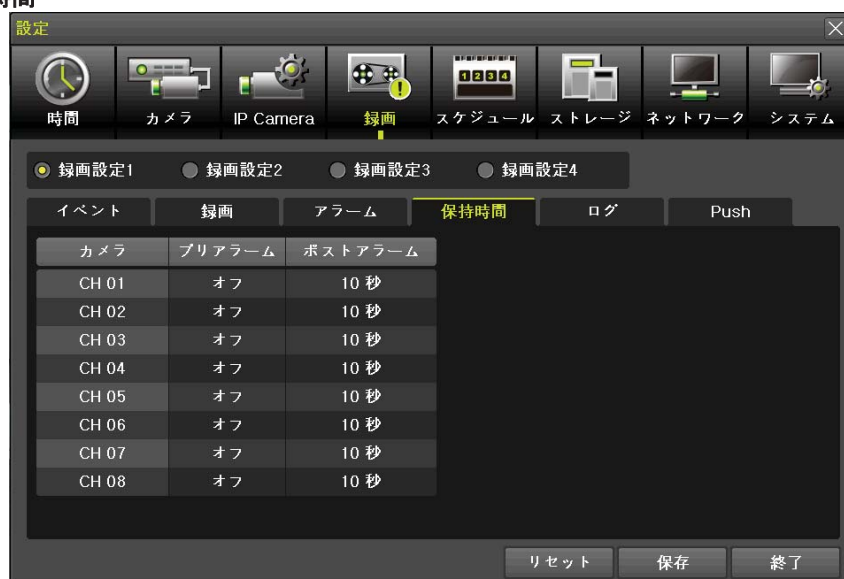 時間
設定
時間 カメラ IP Camera 録画 スケジュール ストレージ ネットワーク システム
1 2 3 4
録画設定1 録画設定2 録画設定3 録画設定4
イベント 録画 アラーム 保持時間 ログ Push
カメラ プリアラーム ポストアラーム
CH 01 オフ 10 秒
CH 02 オフ 10 秒
CH 03 オフ 10 秒
CH 04 オフ 10 秒
CH 05 オフ 10 秒
CH 06 オフ 10 秒
CH 07 オフ 10 秒
CH 08 オフ 10 秒
リセット 保存 終了